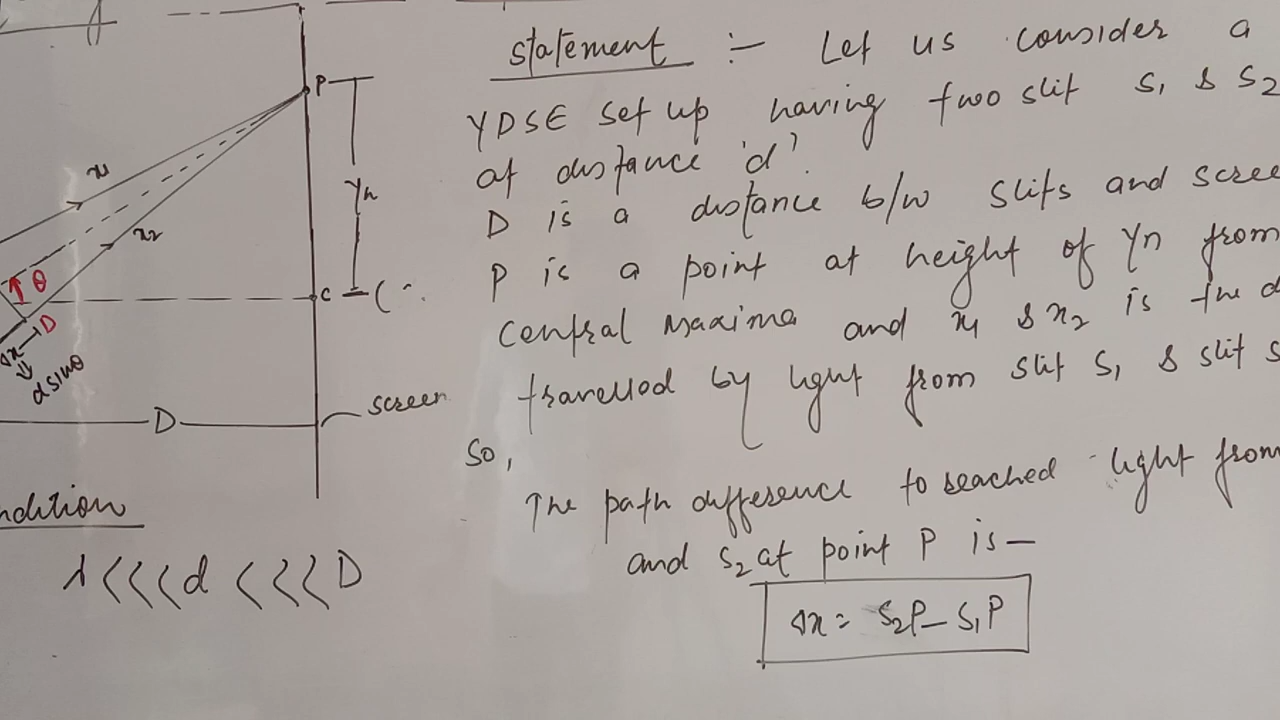 P
x1
Yn
x2
θ
C
D
Δx
d sinθ
D
screen
λ <<< d <<< D
Statement :- Let us consider a
YDSE set up having two slit S1 & S2
at distance 'd'.
D is a distance b/w slits and
P is a point at height of Yn from
central maxima and x1 & x2 is the
travelled by light from slit S1 & slit
So,
The path difference to reached light from
and S2 at point P is —
Δx = S2P — S1P